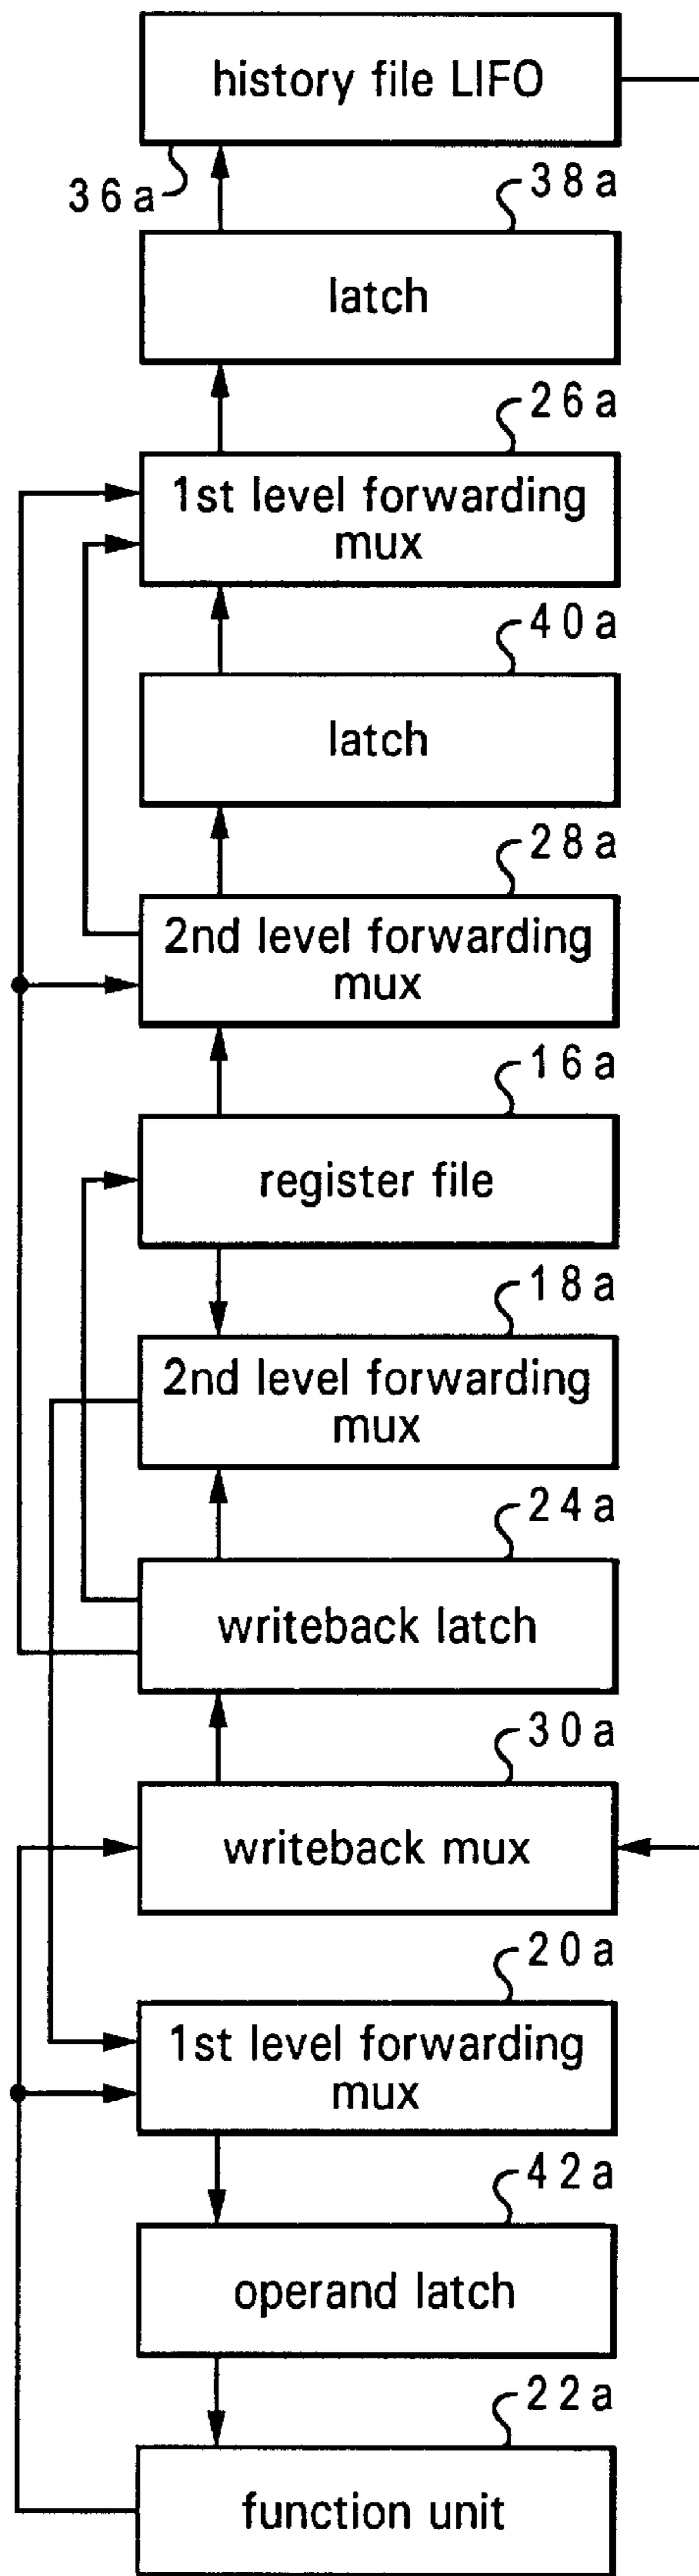 history file LIFO
36a
38a
latch
26a
1st level forwarding
mux
40a
latch
28a
2nd level forwarding
mux
16a
register file
18a
2nd level forwarding
mux
24a
writeback latch
30a
writeback mux
20a
1st level forwarding
mux
42a
operand latch
22a
function unit